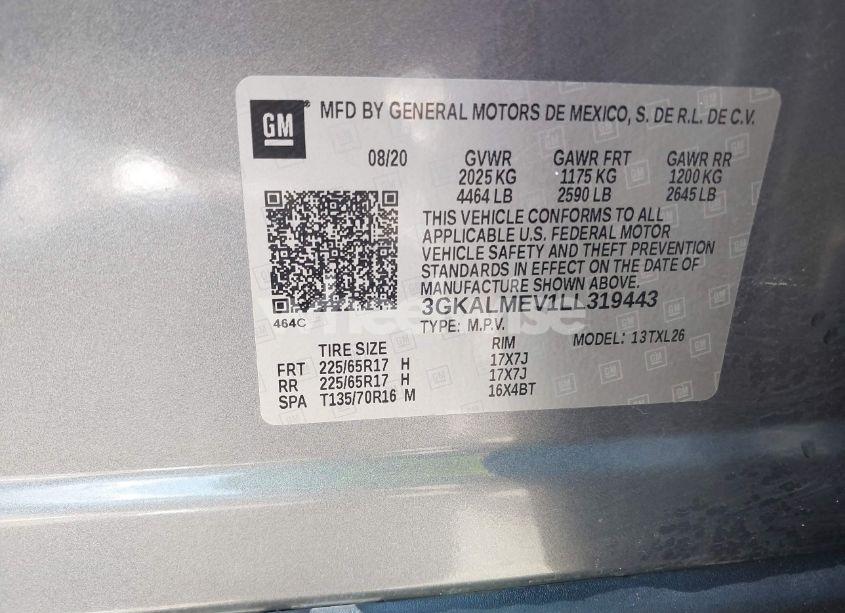 GM
MFD BY GENERAL MOTORS DE MEXICO, S. DE R.L. DE C.V.
08/20 GVWR GAWR FRT GAWR RR
2025 KG 1175 KG 1200 KG
4464 LB 2590 LB 2645 LB
THIS VEHICLE CONFORMS TO ALL
APPLICABLE U.S. FEDERAL MOTOR
VEHICLE SAFETY AND THEFT PREVENTION
STANDARDS IN EFFECT ON THE DATE OF
MANUFACTURE SHOWN ABOVE.
3GKALMEV1LL319443
464C
TYPE: M.P.V. MODEL: 13TXL26
TIRE SIZE RIM
FRT 225/65R17 H 17X7J
RR 225/65R17 H 17X7J
SPA T135/70R16 M 16X4BT